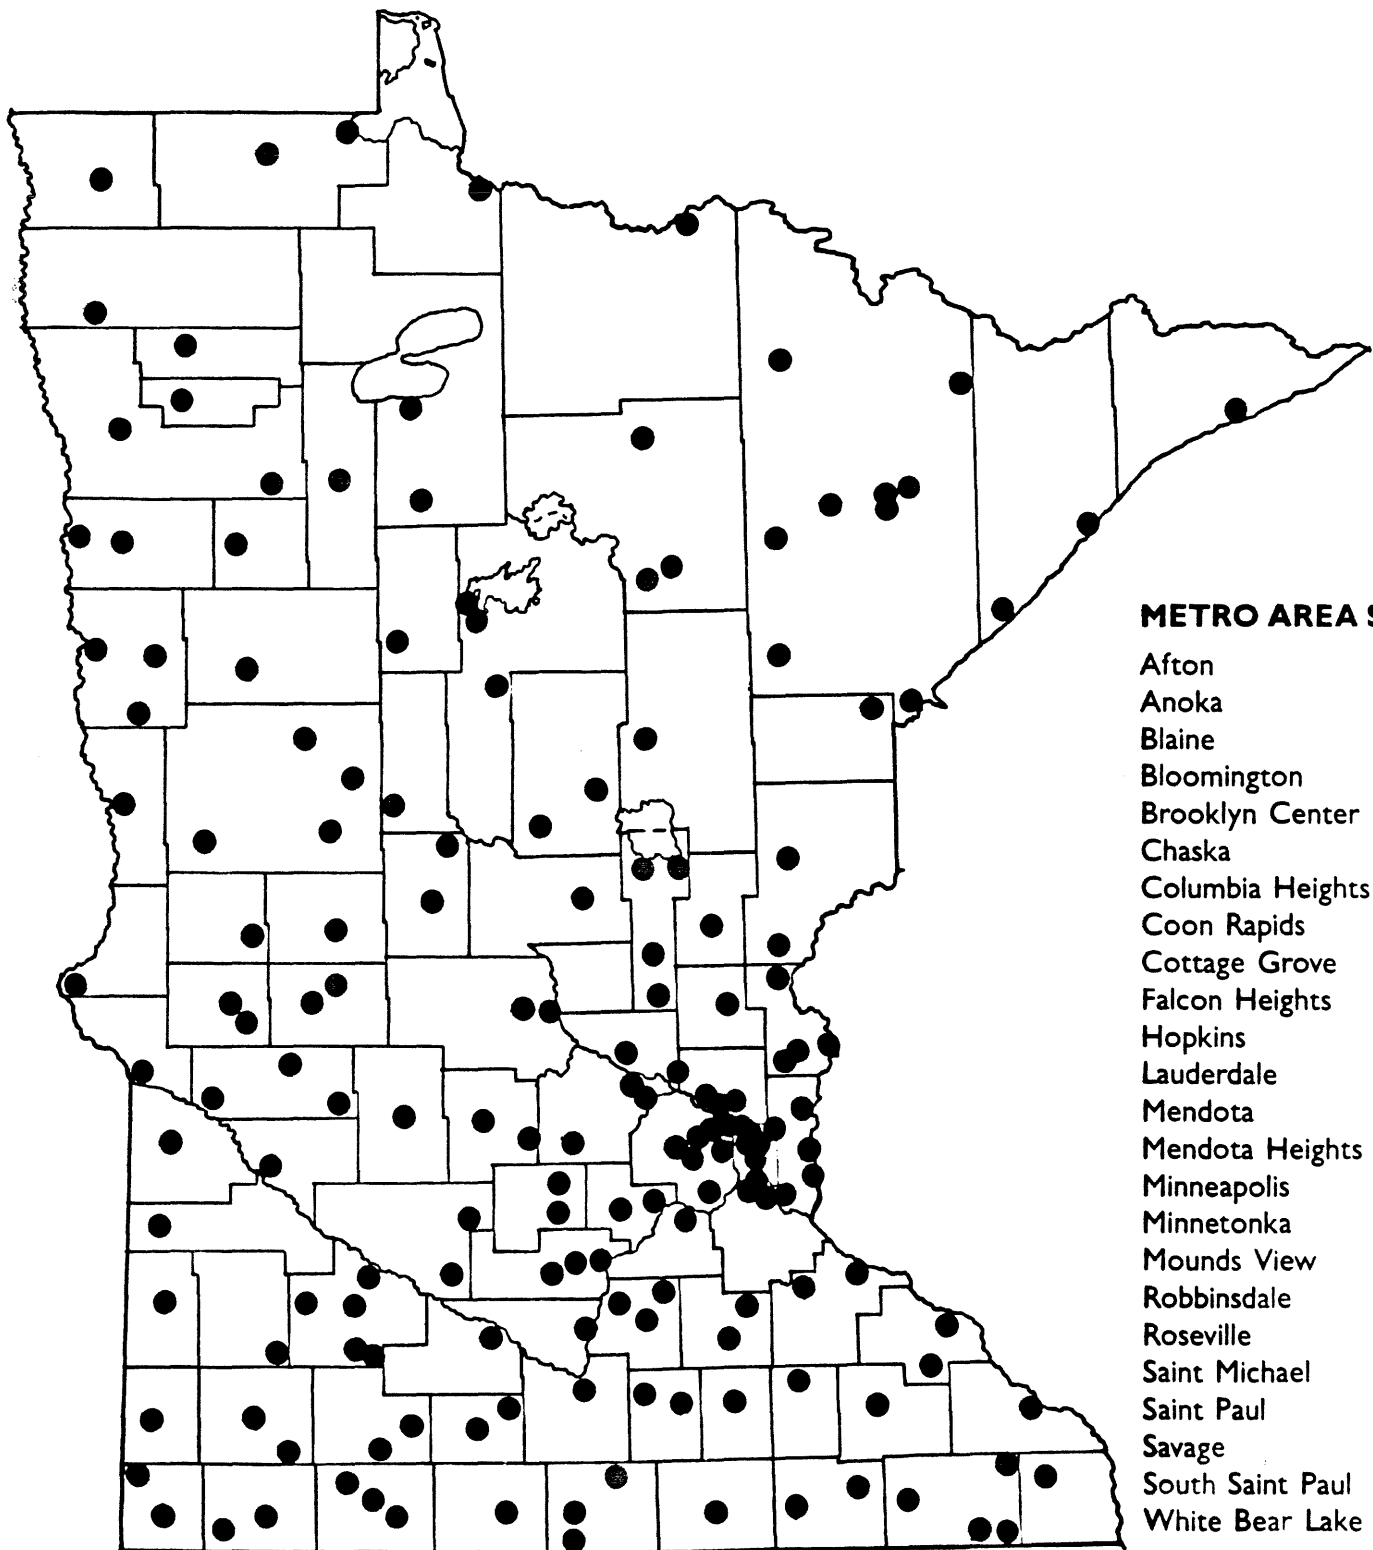 METRO AREA S
Afton
Anoka
Blaine
Bloomington
Brooklyn Center
Chaska
Columbia Heights
Coon Rapids
Cottage Grove
Falcon Heights
Hopkins
Lauderdale
Mendota
Mendota Heights
Minneapolis
Minnetonka
Mounds View
Robbinsdale
Roseville
Saint Michael
Saint Paul
Savage
South Saint Paul
White Bear Lake